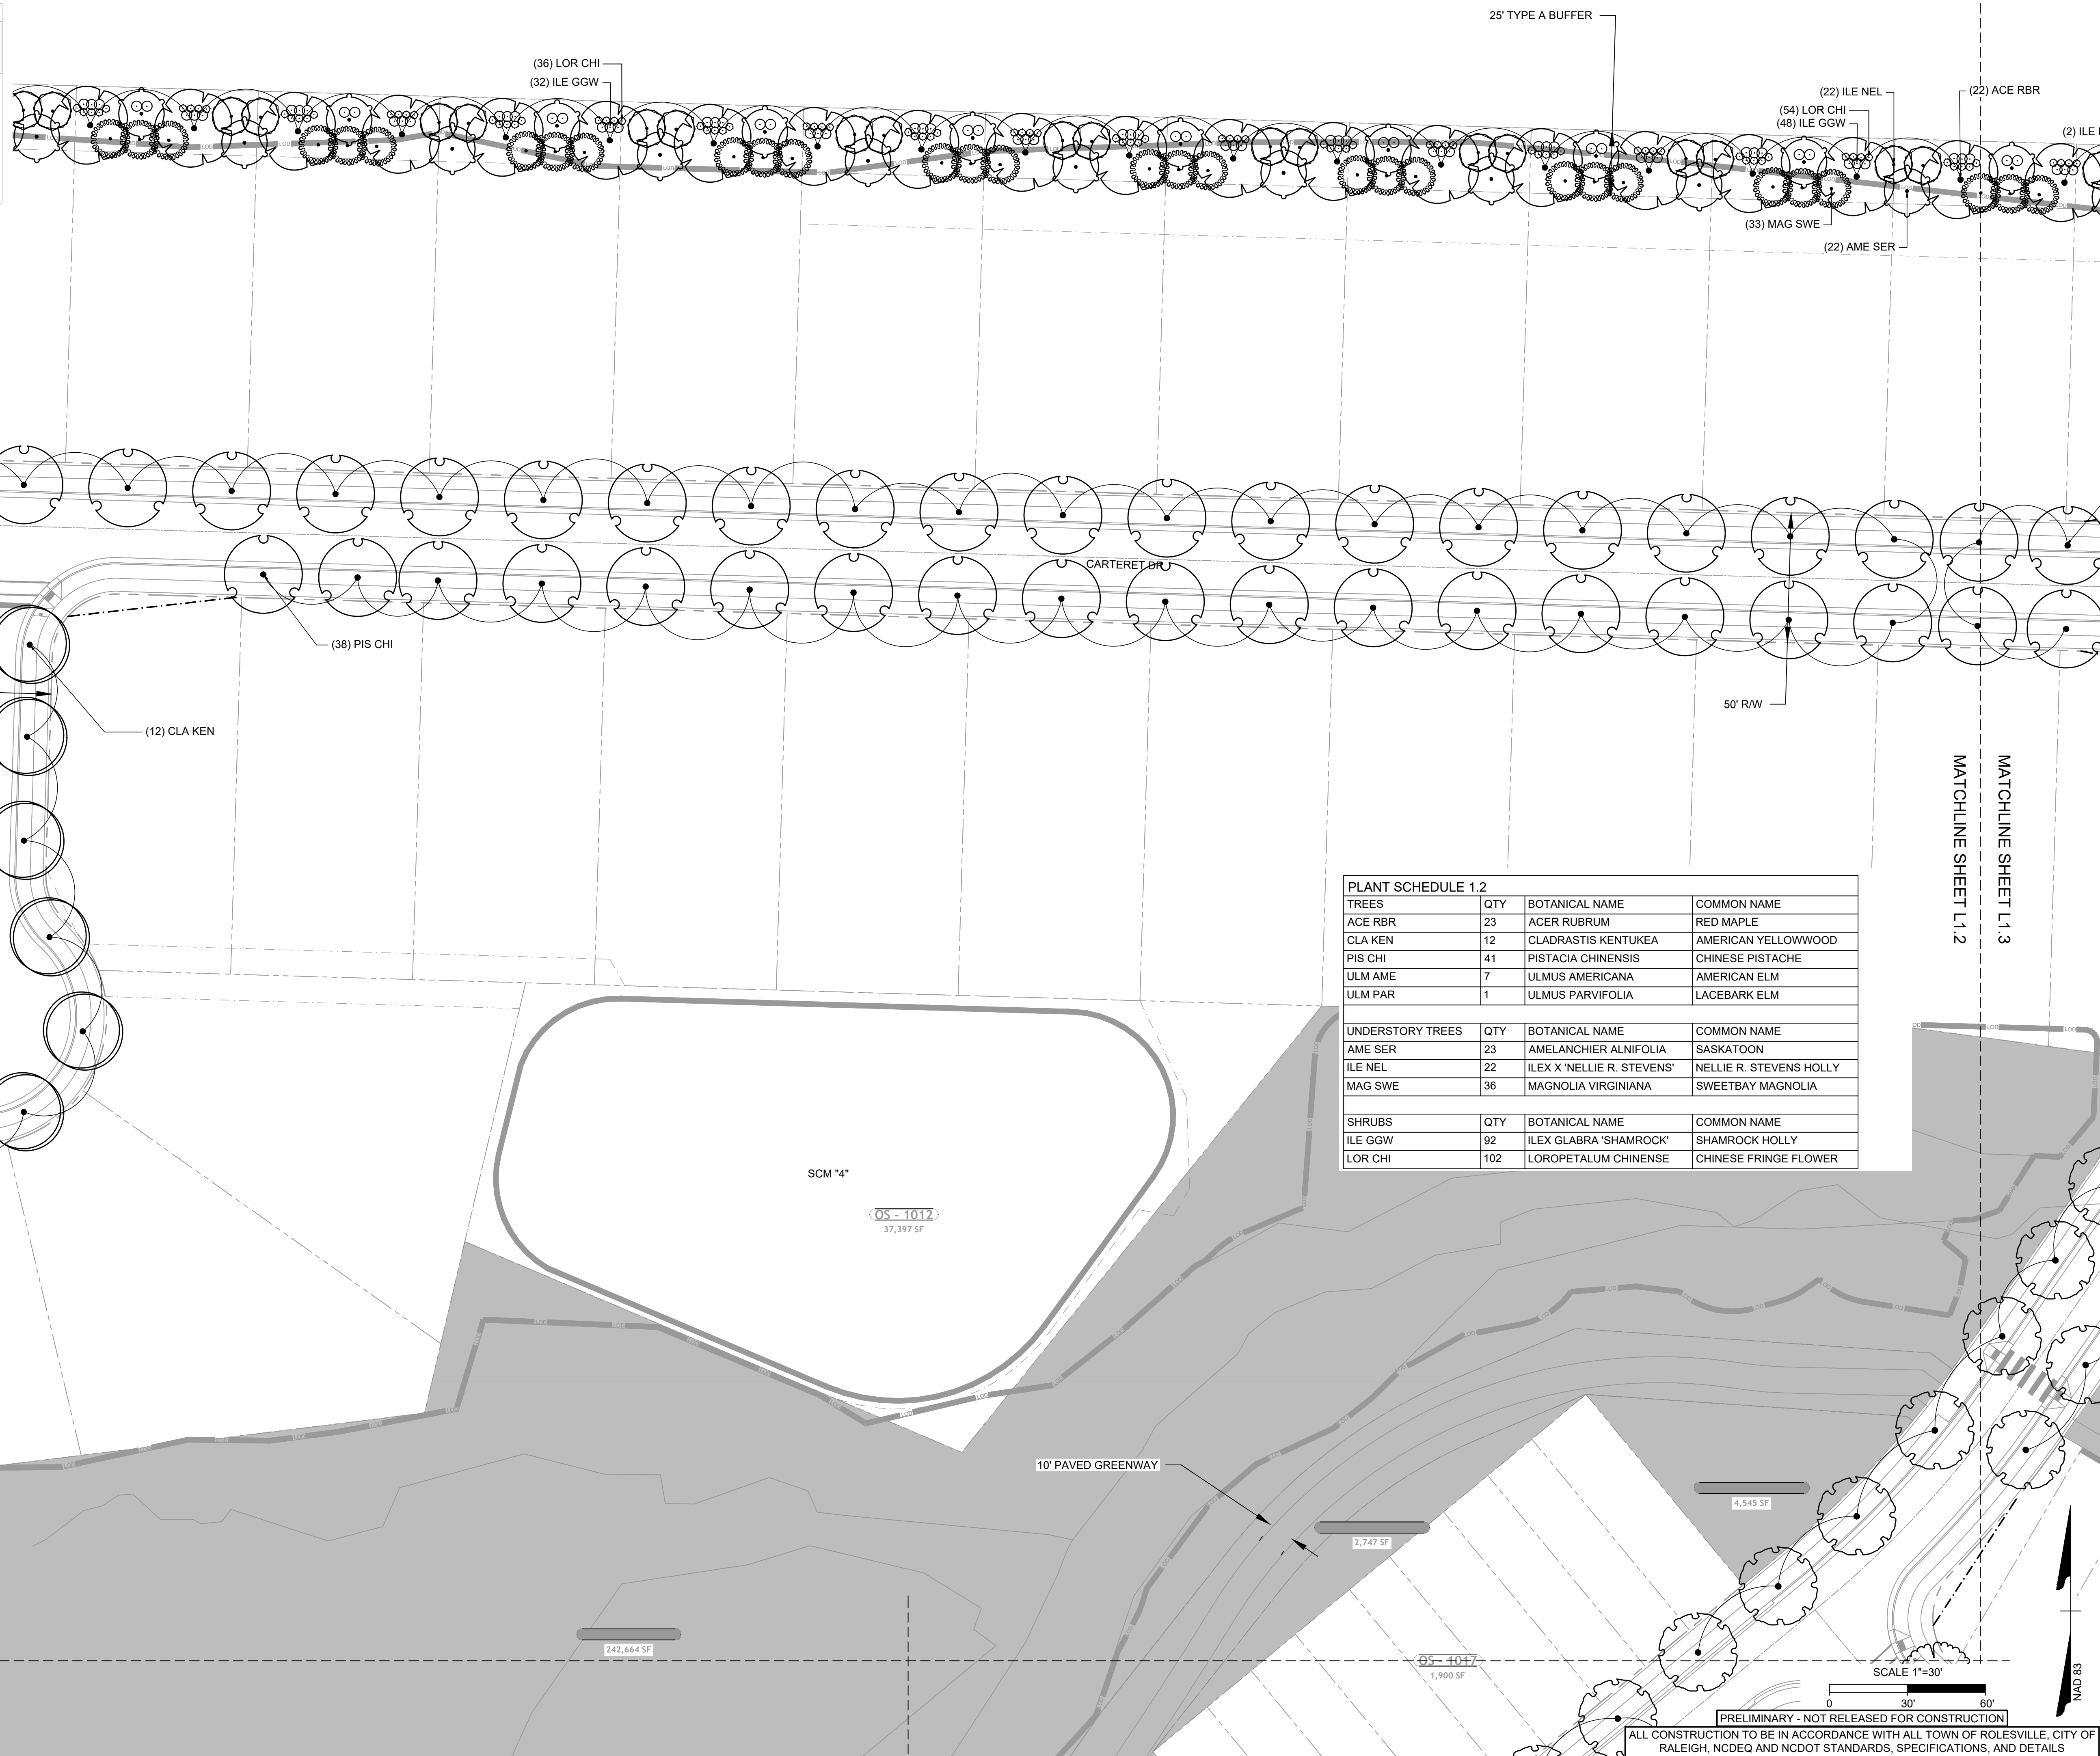 25' TYPE A BUFFER
(36) LOR CHI
(32) ILE GGW
(22) ILE NEL
(22) ACE RBR
(54) LOR CHI
(48) ILE GGW
(2) ILE
(33) MAG SWE
(22) AME SER
CARTERET DR
(38) PIS CHI
50' R/W
(12) CLA KEN
MATCHLINE SHEET L1.2
MATCHLINE SHEET L1.3
PLANT SCHEDULE 1.2
TREES QTY BOTANICAL NAME COMMON NAME
ACE RBR 23 ACER RUBRUM RED MAPLE
CLA KEN 12 CLADRASTIS KENTUKEA AMERICAN YELLOWWOOD
PIS CHI 41 PISTACIA CHINENSIS CHINESE PISTACHE
ULM AME 7 ULMUS AMERICANA AMERICAN ELM
ULM PAR 1 ULMUS PARVIFOLIA LACEBARK ELM
UNDERSTORY TREES QTY BOTANICAL NAME COMMON NAME
AME SER 23 AMELANCHIER ALNIFOLIA SASKATOON
ILE NEL 22 ILEX X 'NELLIE R. STEVENS' NELLIE R. STEVENS HOLLY
MAG SWE 36 MAGNOLIA VIRGINIANA SWEETBAY MAGNOLIA
SHRUBS QTY BOTANICAL NAME COMMON NAME
ILE GGW 92 ILEX GLABRA 'SHAMROCK' SHAMROCK HOLLY
LOR CHI 102 LOROPETALUM CHINENSE CHINESE FRINGE FLOWER
SCM "4"
OS - 1012
37,397 SF
10' PAVED GREENWAY
4,545 SF
2,747 SF
242,664 SF
OS - 1017
1,900 SF
SCALE 1"=30'
0 30' 60'
NAD 83
PRELIMINARY - NOT RELEASED FOR CONSTRUCTION
ALL CONSTRUCTION TO BE IN ACCORDANCE WITH ALL TOWN OF ROLESVILLE, CITY OF
RALEIGH, NCDEQ AND NCDOT STANDARDS, SPECIFICATIONS, AND DETAILS